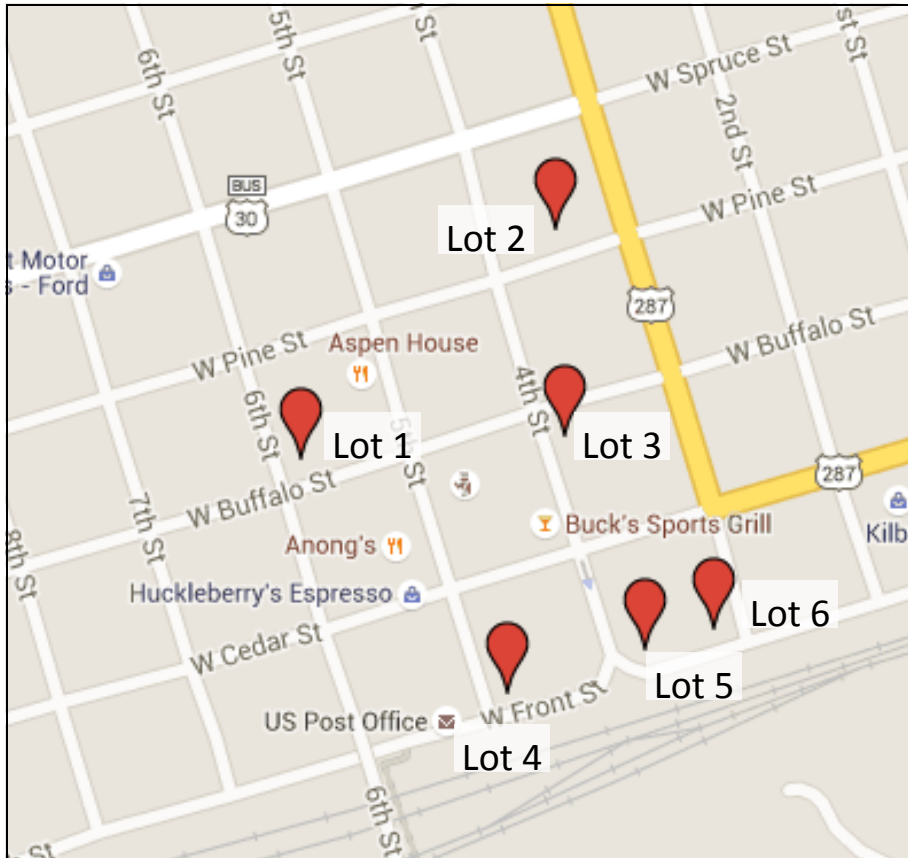 5th St
6th St
h St
st St
W Spruce St
2nd St
BUS
30
W Pine St
Lot 2
t Motor
s - Ford
287
W Buffalo St
W Pine St
Aspen House
4th St
6th St
Lot 1
5th St
Lot 3
W Buffalo St
287
7th St
Buck's Sports Grill
8th St
Anong's
Kilb
Huckleberry's Espresso
Lot 6
W Cedar St
Lot 5
W Front St
US Post Office
Lot 4
6th St
St